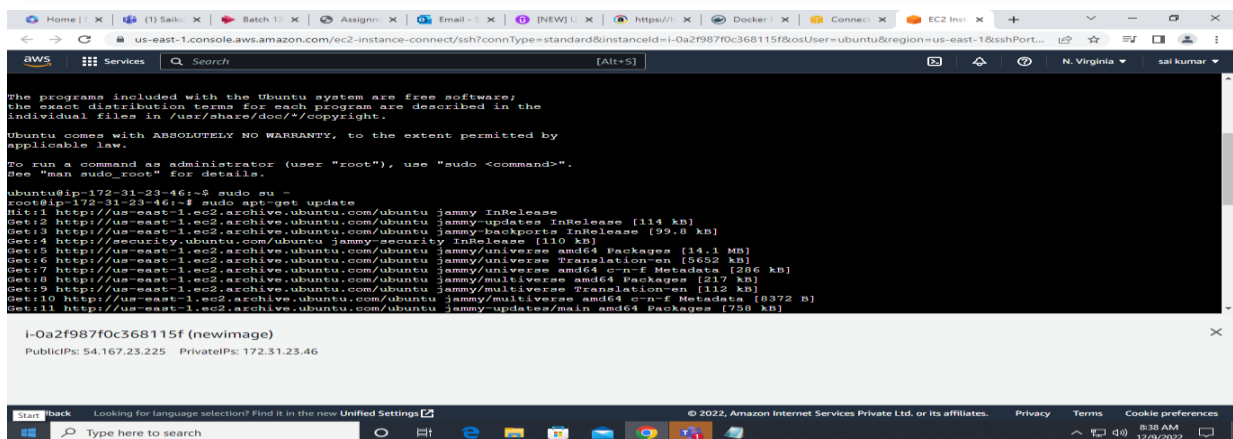 Home |
(1) Saiku
Batch 12
Assignm
Email - S
[NEW] U
https://h
Docker
Connect
EC2 Inst
us-east-1.console.aws.amazon.com/ec2-instance-connect/ssh?connType=standard&instanceId=i-0a2f987f0c368115f&osUser=ubuntu&region=us-east-1&sshPort...
aws Services Search [Alt+S] N. Virginia sai kumar
The programs included with the Ubuntu system are free software;
the exact distribution terms for each program are described in the
individual files in /usr/share/doc/*/copyright.
Ubuntu comes with ABSOLUTELY NO WARRANTY, to the extent permitted by
applicable law.
To run a command as administrator (user "root"), use "sudo <command>".
See "man sudo_root" for details.
ubuntu@ip-172-31-23-46:~$ sudo su -
root@ip-172-31-23-46:~# sudo apt-get update
Hit:1 http://us-east-1.ec2.archive.ubuntu.com/ubuntu jammy InRelease
Get:2 http://us-east-1.ec2.archive.ubuntu.com/ubuntu jammy-updates InRelease [114 kB]
Get:3 http://us-east-1.ec2.archive.ubuntu.com/ubuntu jammy-backports InRelease [99.8 kB]
Get:4 http://security.ubuntu.com/ubuntu jammy-security InRelease [110 kB]
Get:5 http://us-east-1.ec2.archive.ubuntu.com/ubuntu jammy/universe amd64 Packages [14.1 MB]
Get:6 http://us-east-1.ec2.archive.ubuntu.com/ubuntu jammy/universe Translation-en [5652 kB]
Get:7 http://us-east-1.ec2.archive.ubuntu.com/ubuntu jammy/universe amd64 c-n-f Metadata [286 kB]
Get:8 http://us-east-1.ec2.archive.ubuntu.com/ubuntu jammy/multiverse amd64 Packages [217 kB]
Get:9 http://us-east-1.ec2.archive.ubuntu.com/ubuntu jammy/multiverse Translation-en [112 kB]
Get:10 http://us-east-1.ec2.archive.ubuntu.com/ubuntu jammy/multiverse amd64 c-n-f Metadata [8372 B]
Get:11 http://us-east-1.ec2.archive.ubuntu.com/ubuntu jammy-updates/main amd64 Packages [758 kB]
i-0a2f987f0c368115f (newimage)
PublicIPs: 54.167.23.225 PrivateIPs: 172.31.23.46
Start back Looking for language selection? Find it in the new Unified Settings © 2022, Amazon Internet Services Private Ltd. or its affiliates. Privacy Terms Cookie preferences
Type here to search
8:38 AM
12/9/2022